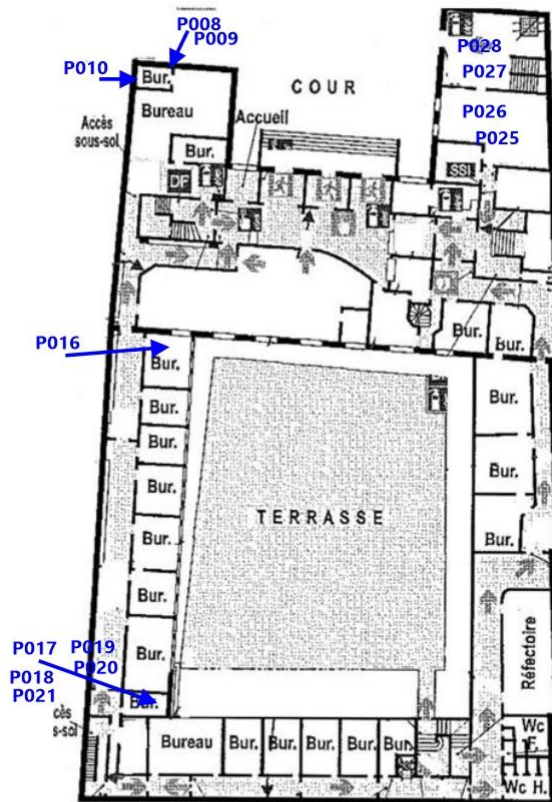 P008
P009
P028
P010
Bur.
P027
COUR
Bureau
P026
Accès
sous-sol
Accueil
P025
Bur.
DF
SSI
P016
Bur.
Bur.
Bur.
Bur.
Bur.
Bur.
Bur.
Bur.
Bur.
Bur.
TERRASSE
Bur.
Bur.
Bur.
P017
P019
P018
P020
P021
Bur.
Bur.
Réfectoire
Bureau
Bur.
Bur.
Bur.
Bur.
Bur.
Wc
F.
Wc H.